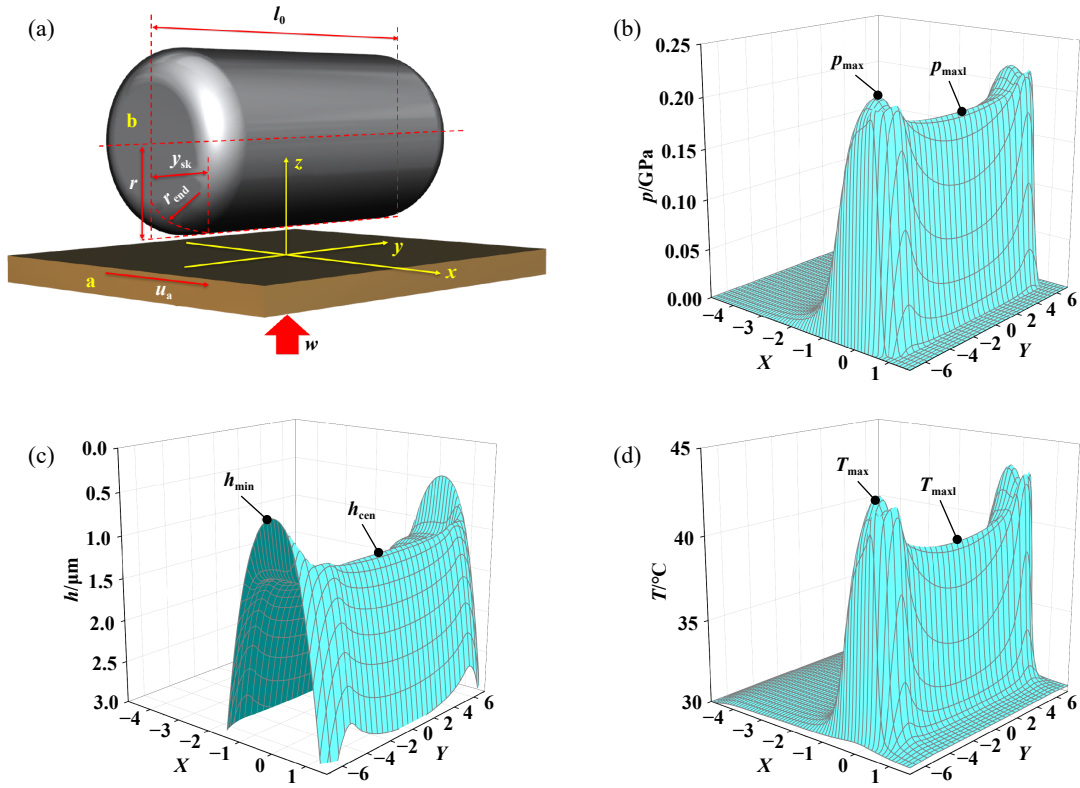 (a)
l0
b
ysk
r
rend
z
y
x
a
ua
w
(b)
0.25
0.20
0.15
0.10
0.05
0.00
p/GPa
pmax
pmaxl
−4
−3
−2
−1
0
1
X
−6
−4
−2
0
2
4
6
Y
(c)
0.0
0.5
1.0
1.5
2.0
2.5
3.0
h/μm
hmin
hcen
−4
−3
−2
−1
0
1
X
−6
−4
−2
0
2
4
6
Y
(d)
45
40
35
30
T/°C
Tmax
Tmaxl
−4
−3
−2
−1
0
1
X
−6
−4
−2
0
2
4
6
Y